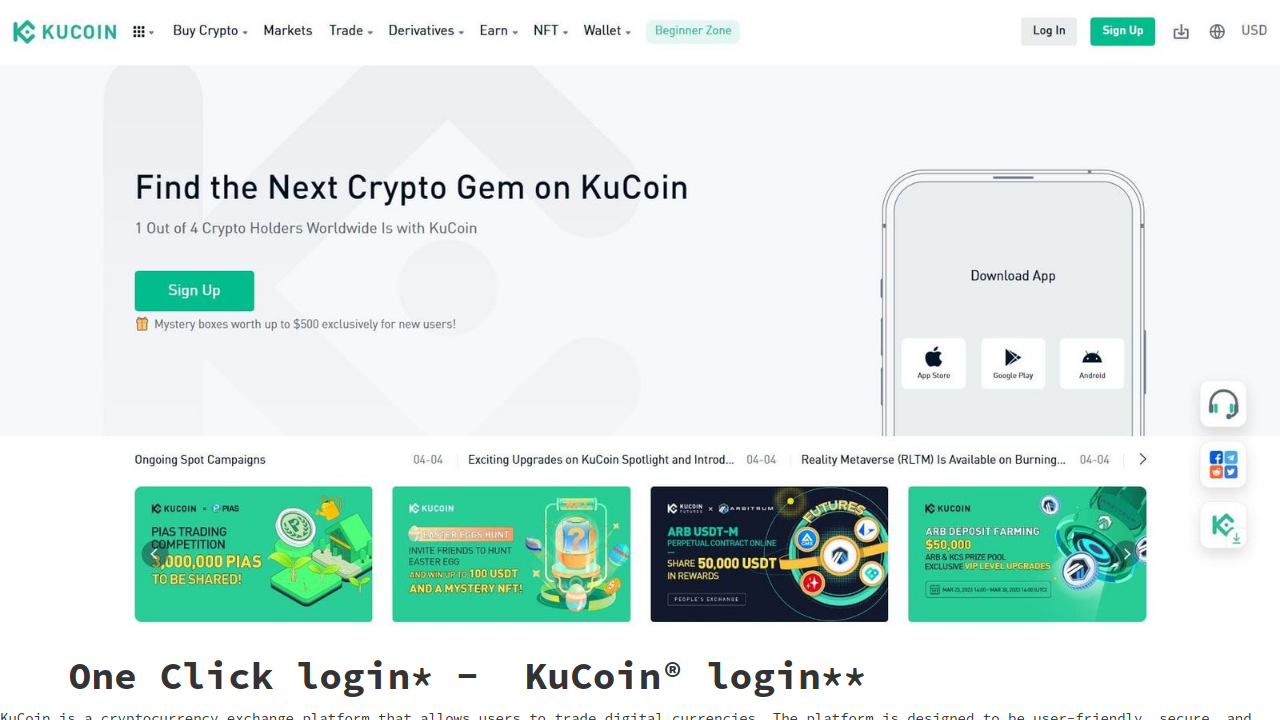 KUCOIN Buy Crypto Markets Trade Derivatives Earn NFT Wallet Beginner Zone Log In Sign Up USD
Find the Next Crypto Gem on KuCoin
1 Out of 4 Crypto Holders Worldwide Is with KuCoin
Sign Up
Mystery boxes worth up to $500 exclusively for new users!
Download App
App Store Google Play Android
Ongoing Spot Campaigns 04-04 Exciting Upgrades on KuCoin Spotlight and Introd... 04-04 Reality Metaverse (RLTM) Is Available on Burning... 04-04
KUCOIN × PIAS
PIAS TRADING
COMPETITION
,000,000 PIAS
TO BE SHARED!
KUCOIN
EASTER EGGS HUNT
INVITE FRIENDS TO HUNT
EASTER EGG
AND WIN UP TO 100 USDT
AND A MYSTERY NFT!
KUCOIN FUTURES × ARBITRUM
FUTURES
ARB USDT-M
PERPETUAL CONTRACT ONLINE
SHARE 50,000 USDT
IN REWARDS
PEOPLE'S EXCHANGE
KUCOIN
ARB DEPOSIT FARMING
$50,000
ARB & KCS PRIZE POOL
EXCLUSIVE VIP LEVEL UPGRADES
One Click login* - KuCoin® login**
KuCoin is a cryptocurrency exchange platform that allows users to trade digital currencies. The platform is designed to be user-friendly, secure, and